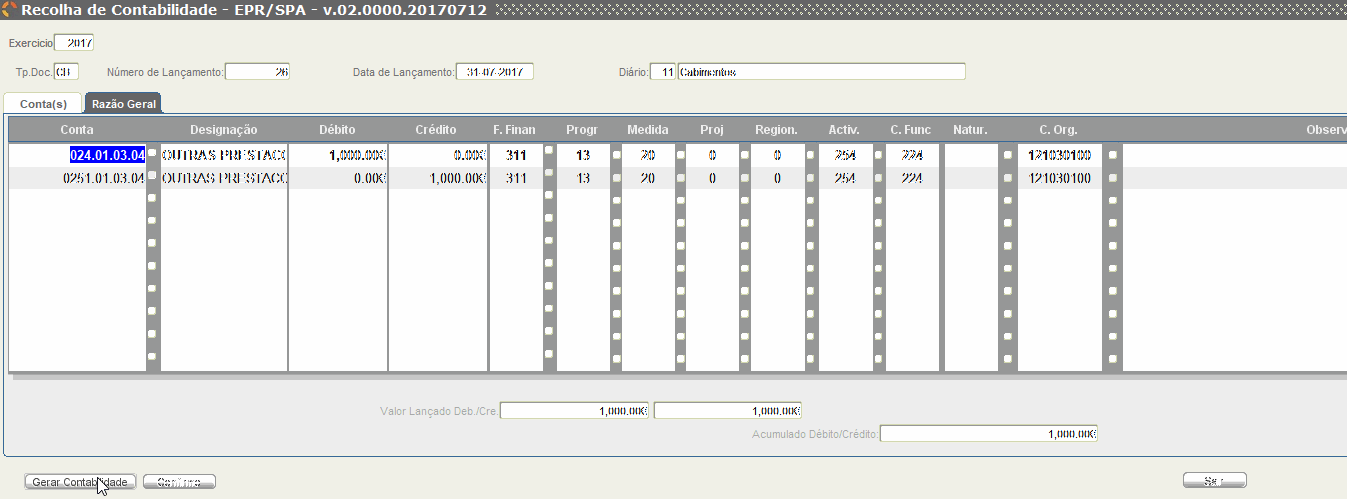 Recolha de Contabilidade - EPR/SPA - v.02.0000.20170712
Exercicio 2017
Tp.Doc. CB Número de Lançamento: 26 Data de Lançamento: 31-07-2017 Diário: 11 Cabimentos
Conta(s) Razão Geral
Conta Designação Débito Crédito F. Finan Progr Medida Proj Region. Activ. C. Func Natur. C. Org. Observ
024.01.03.04 OUTRAS PRESTACC 1,000.00€ 0.00€ 311 13 20 0 0 254 224 121030100
0251.01.03.04 OUTRAS PRESTACC 0.00€ 1,000.00€ 311 13 20 0 0 254 224 121030100
Valor Lançado Deb./Cre. 1,000.00€ 1,000.00€
Acumulado Débito/Crédito: 1,000.00€
Gerar Contabilidade Confirma Sair